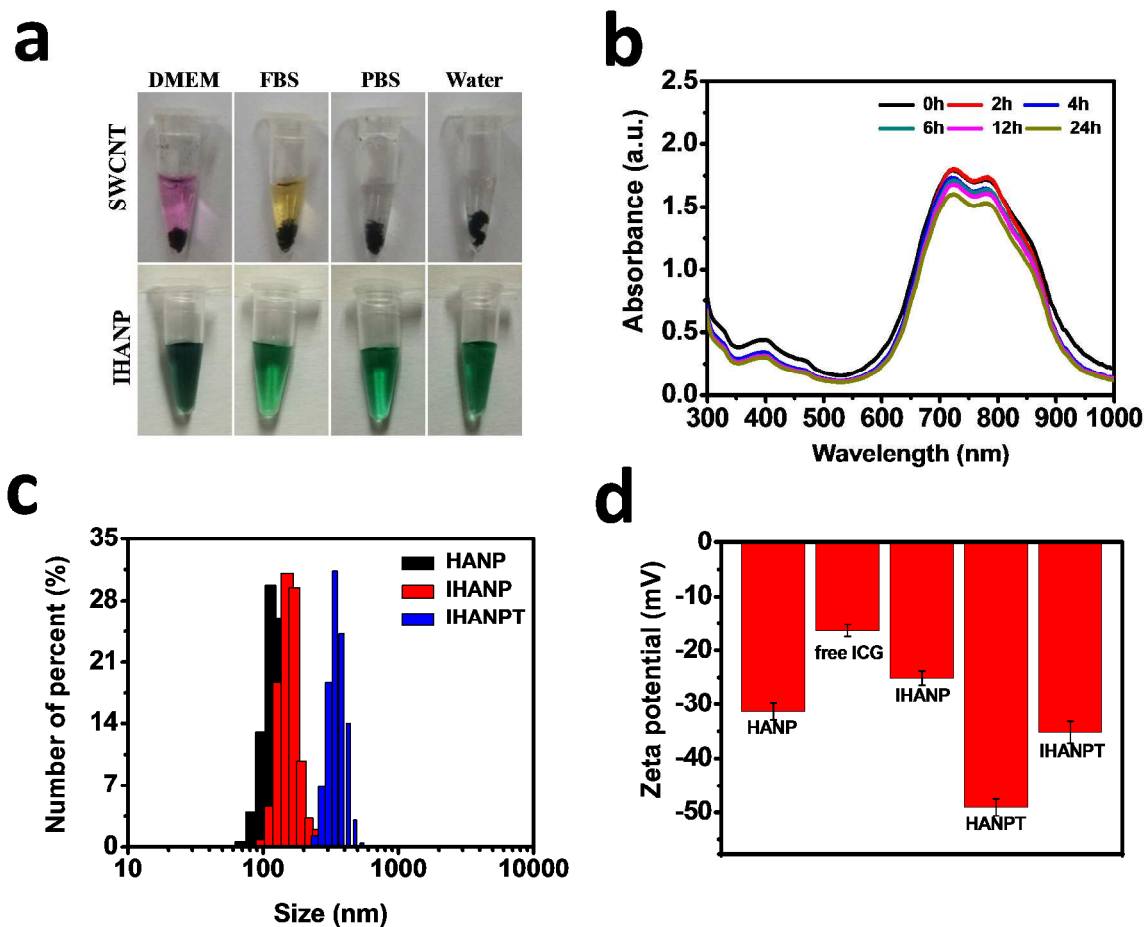 a
DMEM FBS PBS Water
SWCNT
IHANP
b
2.5
2.0
1.5
1.0
0.5
0.0
Absorbance (a.u.)
0h 2h 4h
6h 12h 24h
300 400 500 600 700 800 900 1000
Wavelength (nm)
c
35
28
21
14
7
0
Number of percent (%)
HANP
IHANP
IHANPT
10 100 1000 10000
Size (nm)
d
0
-10
-20
-30
-40
-50
Zeta potential (mV)
HANP
free ICG
IHANP
HANPT
IHANPT